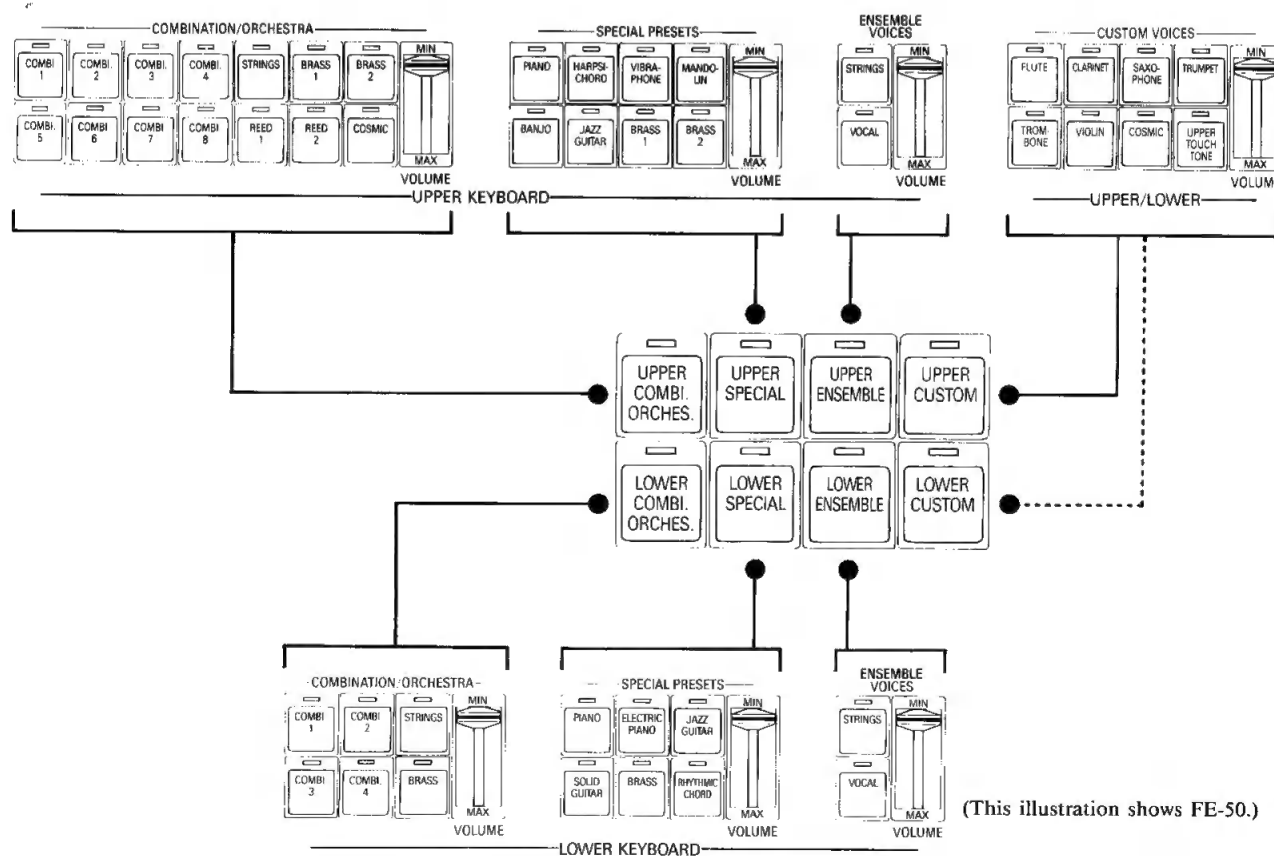 COMBINATION/ORCHESTRA
COMBI 1
COMBI. 2
COMBI. 3
COMBI. 4
STRINGS
BRASS 1
BRASS 2
MIN
COMBI. 5
COMBI 6
COMBI 7
COMBI 8
REED 1
REED 2
COSMIC
MAX
VOLUME
SPECIAL PRESETS
PIANO
HARPSI-
CHORD
VIBRA-
PHONE
MANDO-
LIN
MIN
BANJO
JAZZ
GUITAR
BRASS 1
BRASS 2
MAX
VOLUME
ENSEMBLE
VOICES
STRINGS
MIN
VOCAL
MAX
VOLUME
UPPER KEYBOARD
CUSTOM VOICES
FLUTE
CLARINET
SAXO-
PHONE
TRUMPET
MIN
TROM-
BONE
VIOLIN
COSMIC
UPPER
TOUCH
TONE
MAX
VOLUM
UPPER/LOWER
UPPER
COMBI.
ORCHES.
UPPER
SPECIAL
UPPER
ENSEMBLE
UPPER
CUSTOM
LOWER
COMBI.
ORCHES.
LOWER
SPECIAL
LOWER
ENSEMBLE
LOWER
CUSTOM
COMBINATION/ORCHESTRA
COMBI 1
COMBI 2
STRINGS
MIN
COMBI 3
COMBI. 4
BRASS
MAX
VOLUME
SPECIAL PRESETS
PIANO
ELECTRIC
PIANO
JAZZ
GUITAR
MIN
SOLID
GUITAR
BRASS
RHYTHMIC
CHORD
MAX
VOLUME
ENSEMBLE
VOICES
STRINGS
MIN
VOCAL
MAX
VOLUME
LOWER KEYBOARD
(This illustration shows FE-50.)